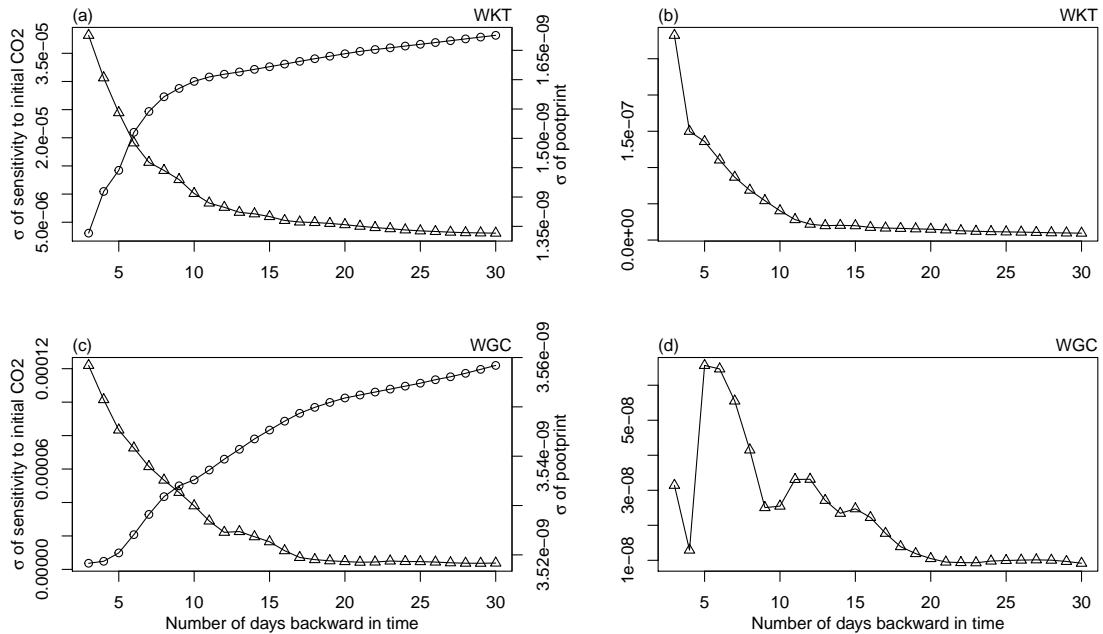 (a) WKT
σ of sensitivity to initial CO2
5.0e−06 2.0e−05 3.5e−05
1.35e−09 1.50e−09 1.65e−09
σ of pootprint
5 10 15 20 25 30
(b) WKT
0.0e+00 1.5e−07
5 10 15 20 25 30
(c) WGC
σ of sensitivity to initial CO2
0.00000 0.00006 0.00012
3.52e−09 3.54e−09 3.56e−09
σ of pootprint
5 10 15 20 25 30
Number of days backward in time
(d) WGC
1e−08 3e−08 5e−08
5 10 15 20 25 30
Number of days backward in time